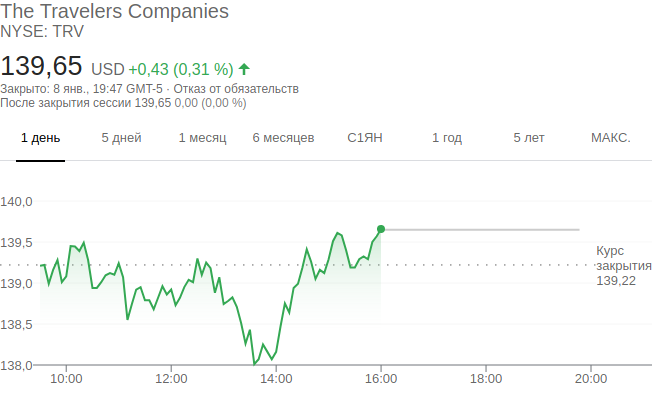 The Travelers Companies
NYSE: TRV
139,65 USD +0,43 (0,31 %)
Закрыто: 8 янв., 19:47 GMT-5 · Отказ от обязательств
После закрытия сессии 139,65 0,00 (0,00 %)
1 день 5 дней 1 месяц 6 месяцев С1ЯН 1 год 5 лет МАКС.
140,0
139,5
139,0
138,5
138,0
Курс
закрытия
139,22
10:00 12:00 14:00 16:00 18:00 20:00